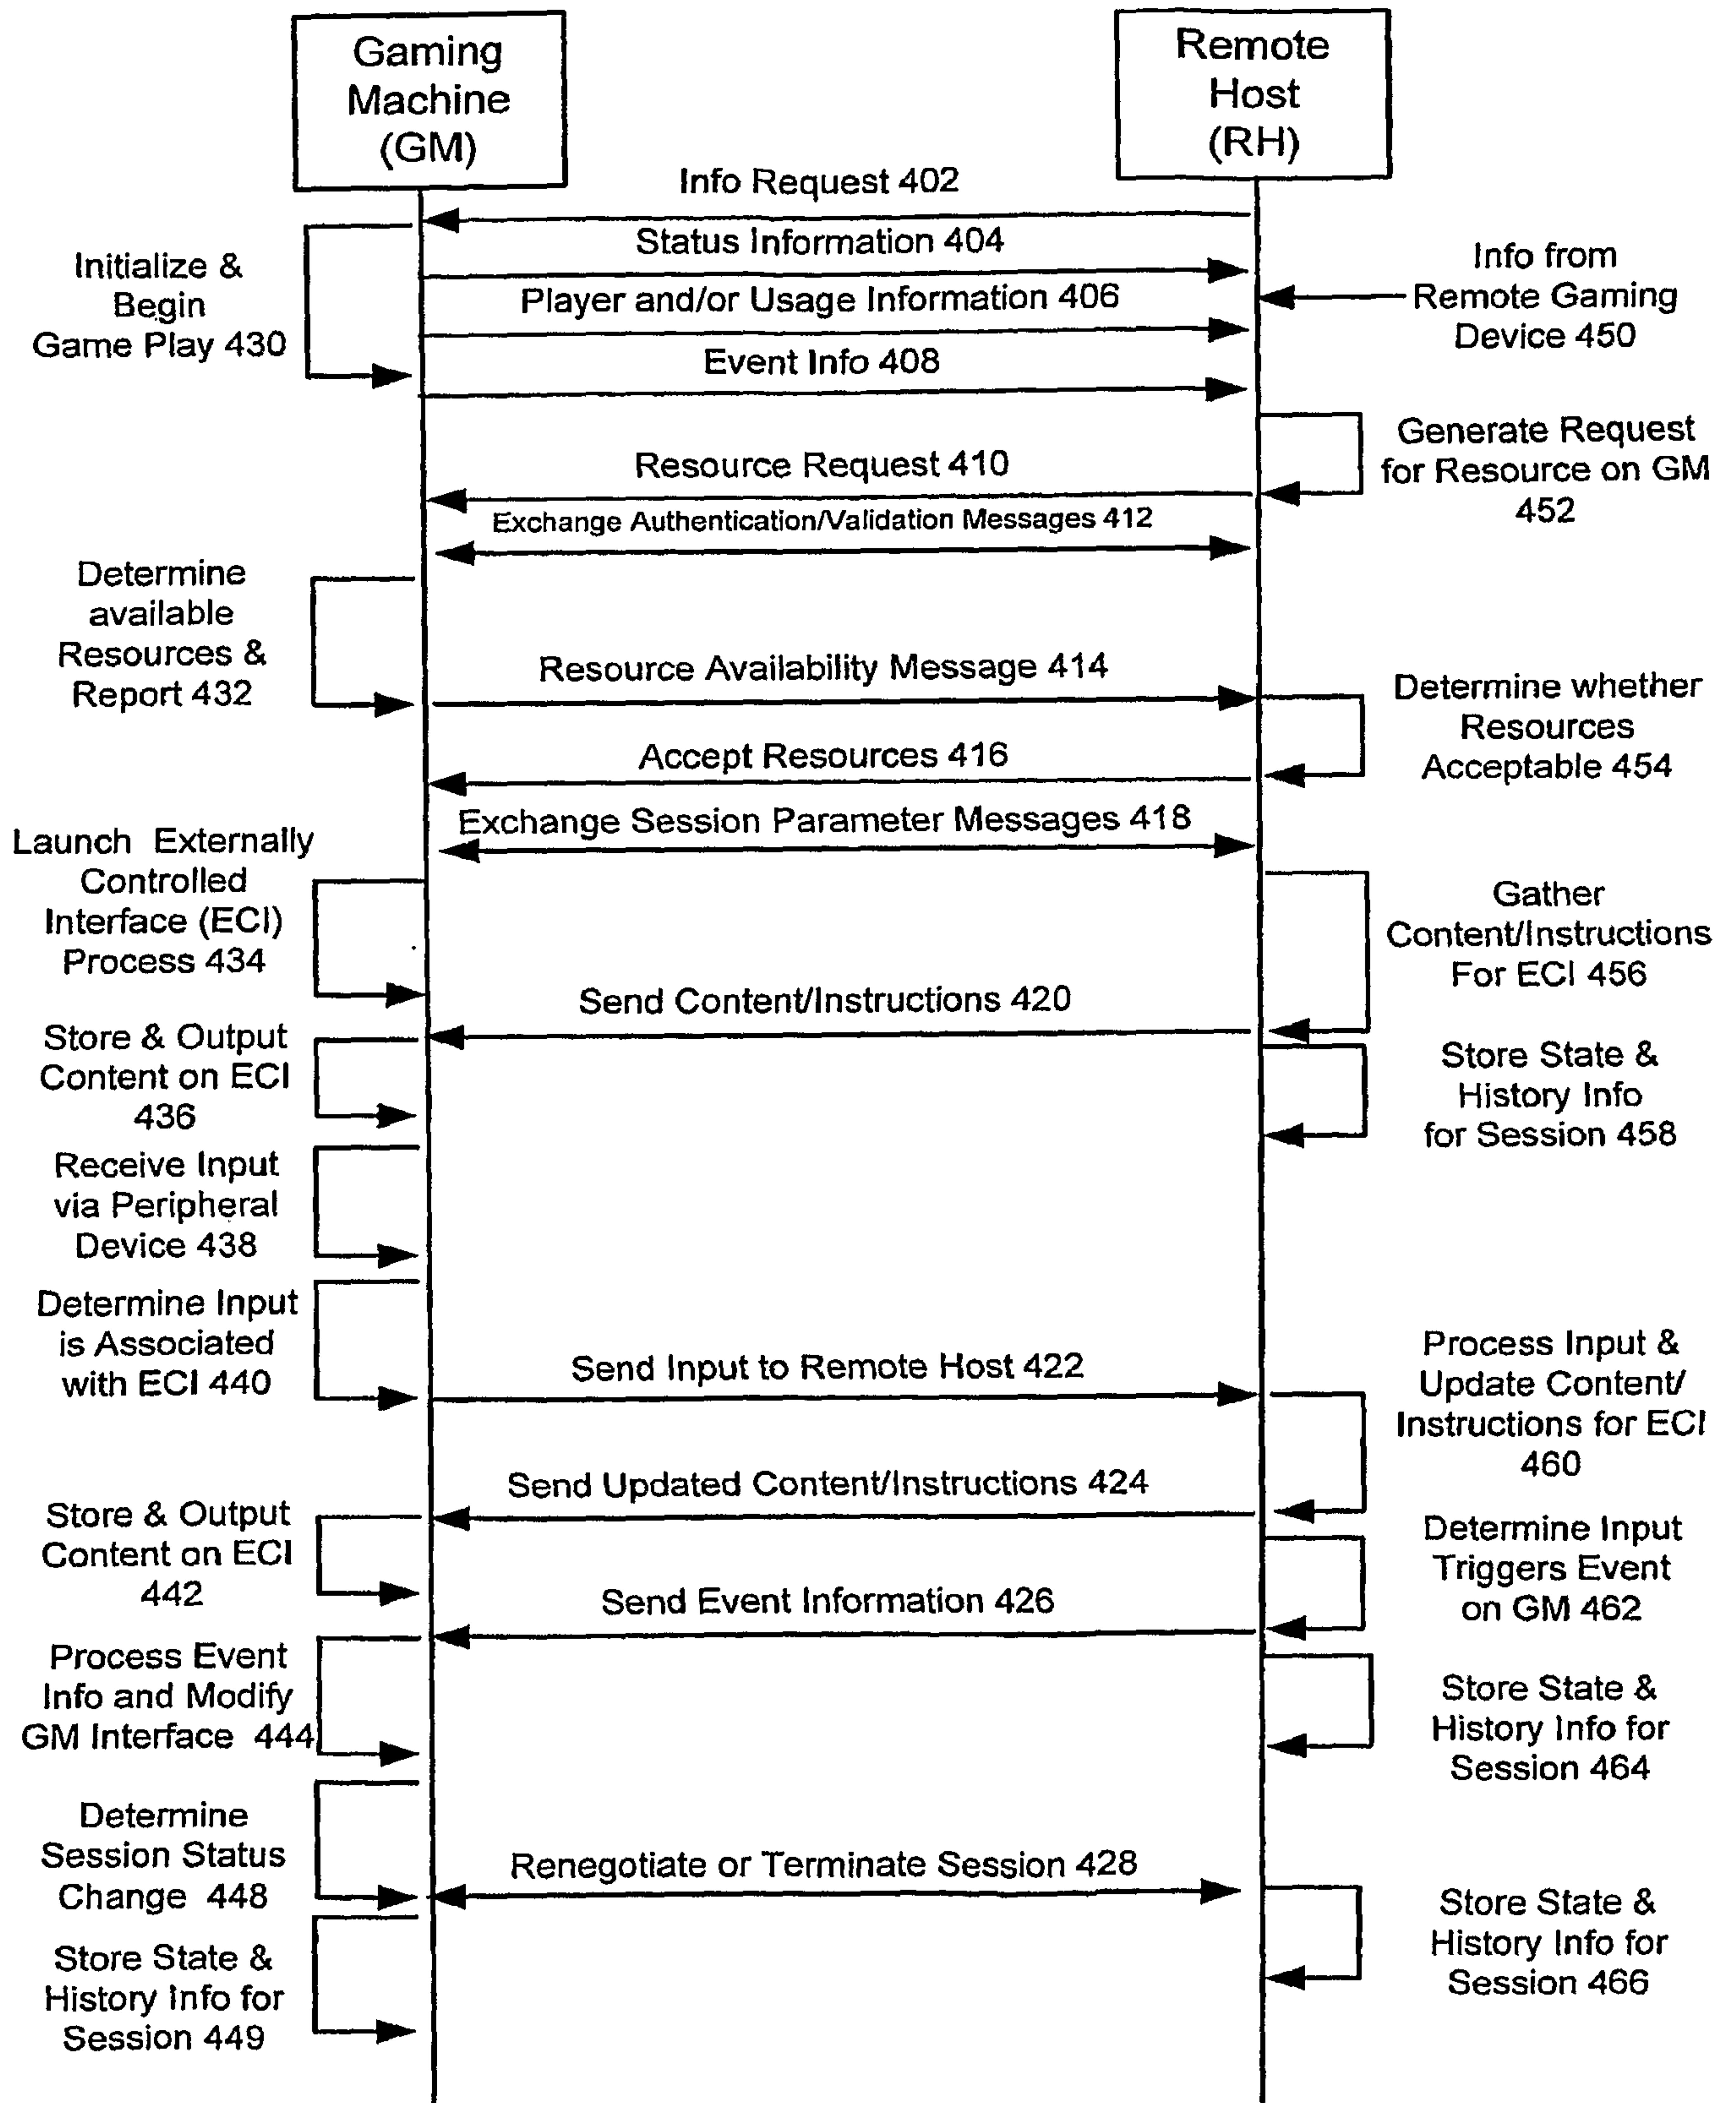 Gaming
Machine
(GM)
Remote
Host
(RH)
Info Request 402
Status Information 404
Initialize &
Begin
Game Play 430
Info from
Remote Gaming
Device 450
Player and/or Usage Information 406
Event Info 408
Generate Request
for Resource on GM
452
Resource Request 410
Exchange Authentication/Validation Messages 412
Determine
available
Resources &
Report 432
Resource Availability Message 414
Determine whether
Resources
Acceptable 454
Accept Resources 416
Exchange Session Parameter Messages 418
Launch Externally
Controlled
Interface (ECI)
Process 434
Gather
Content/Instructions
For ECI 456
Send Content/Instructions 420
Store & Output
Content on ECI
436
Store State &
History Info
for Session 458
Receive Input
via Peripheral
Device 438
Determine Input
is Associated
with ECI 440
Send Input to Remote Host 422
Process Input &
Update Content/
Instructions for ECI
460
Send Updated Content/Instructions 424
Store & Output
Content on ECI
442
Determine Input
Triggers Event
on GM 462
Send Event Information 426
Process Event
Info and Modify
GM Interface 444
Store State &
History Info for
Session 464
Determine
Session Status
Change 448
Renegotiate or Terminate Session 428
Store State &
History Info for
Session 466
Store State &
History Info for
Session 449